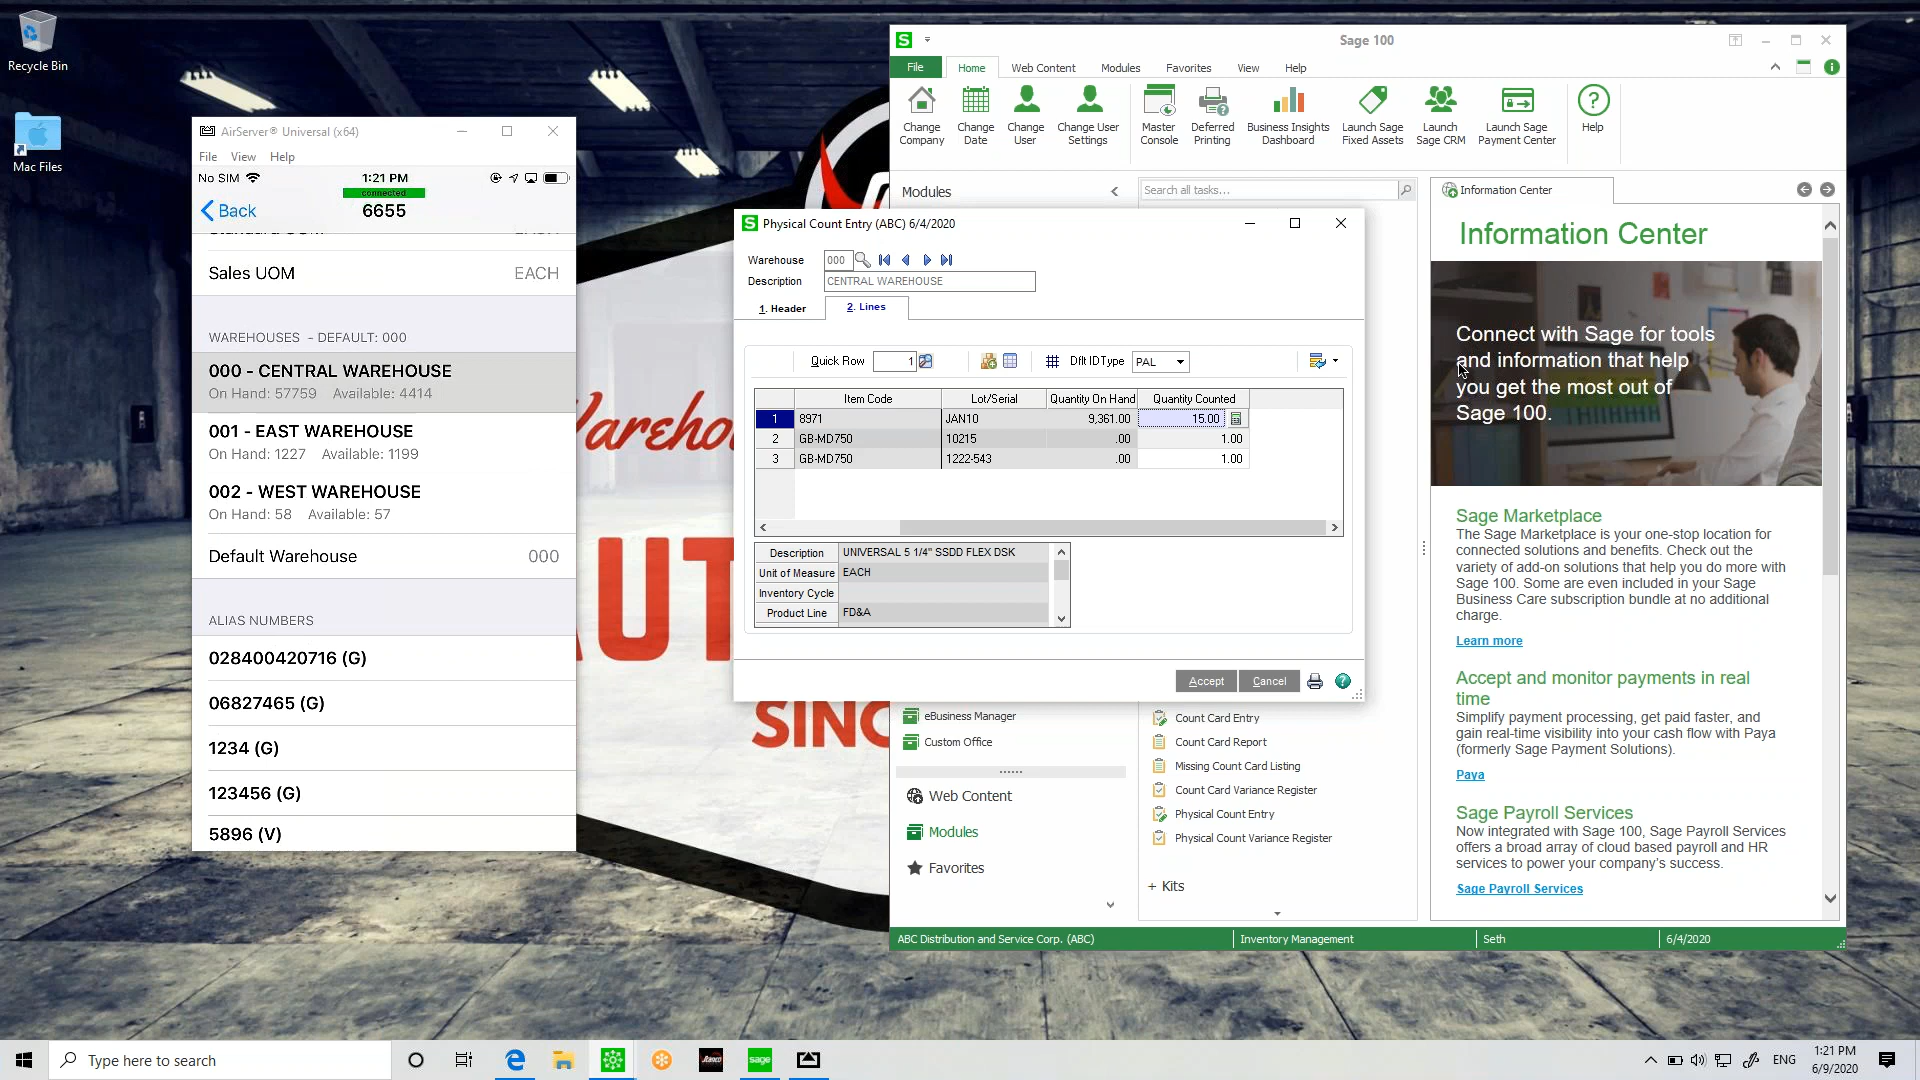 Recycle Bin
Mac Files
AirServer® Universal (x64)
File View Help
No SIM
1:21 PM
connected
Back
6655
Sales UOM EACH
WAREHOUSES - DEFAULT: 000
000 - CENTRAL WAREHOUSE
On Hand: 57759 Available: 4414
001 - EAST WAREHOUSE
On Hand: 1227 Available: 1199
002 - WEST WAREHOUSE
On Hand: 58 Available: 57
Default Warehouse 000
ALIAS NUMBERS
028400420716 (G)
06827465 (G)
1234 (G)
123456 (G)
5896 (V)
SINC
Sage 100
File Home Web Content Modules Favorites View Help
Change Company
Change Date
Change User
Change User Settings
Master Console
Deferred Printing
Business Insights Dashboard
Launch Sage Fixed Assets
Launch Sage CRM
Launch Sage Payment Center
Help
Modules
Search all tasks...
Physical Count Entry (ABC) 6/4/2020
Warehouse 000
Description CENTRAL WAREHOUSE
1. Header 2. Lines
Quick Row 1 Dflt IDType PAL
Item Code Lot/Serial Quantity On Hand Quantity Counted
1 8971 JAN10 9,361.00 15.00
2 GB-MD750 10215 .00 1.00
3 GB-MD750 1222-543 .00 1.00
Description UNIVERSAL 5 1/4" SSDD FLEX DSK
Unit of Measure EACH
Inventory Cycle
Product Line FD&A
Accept Cancel
eBusiness Manager
Custom Office
Web Content
Modules
Favorites
Count Card Entry
Count Card Report
Missing Count Card Listing
Count Card Variance Register
Physical Count Entry
Physical Count Variance Register
+ Kits
Information Center
Information Center
Connect with Sage for tools
and information that help
you get the most out of
Sage 100.
Sage Marketplace
The Sage Marketplace is your one-stop location for
connected solutions and benefits. Check out the
variety of add-on solutions that help you do more with
Sage 100. Some are even included in your Sage
Business Care subscription bundle at no additional
charge.
Learn more
Accept and monitor payments in real
time
Simplify payment processing, get paid faster, and
gain real-time visibility into your cash flow with Paya
(formerly Sage Payment Solutions).
Paya
Sage Payroll Services
Now integrated with Sage 100, Sage Payroll Services
offers a broad array of cloud based payroll and HR
services to power your company's success.
Sage Payroll Services
ABC Distribution and Service Corp. (ABC) Inventory Management Seth 6/4/2020
Type here to search
sage
ENG
1:21 PM
6/9/2020